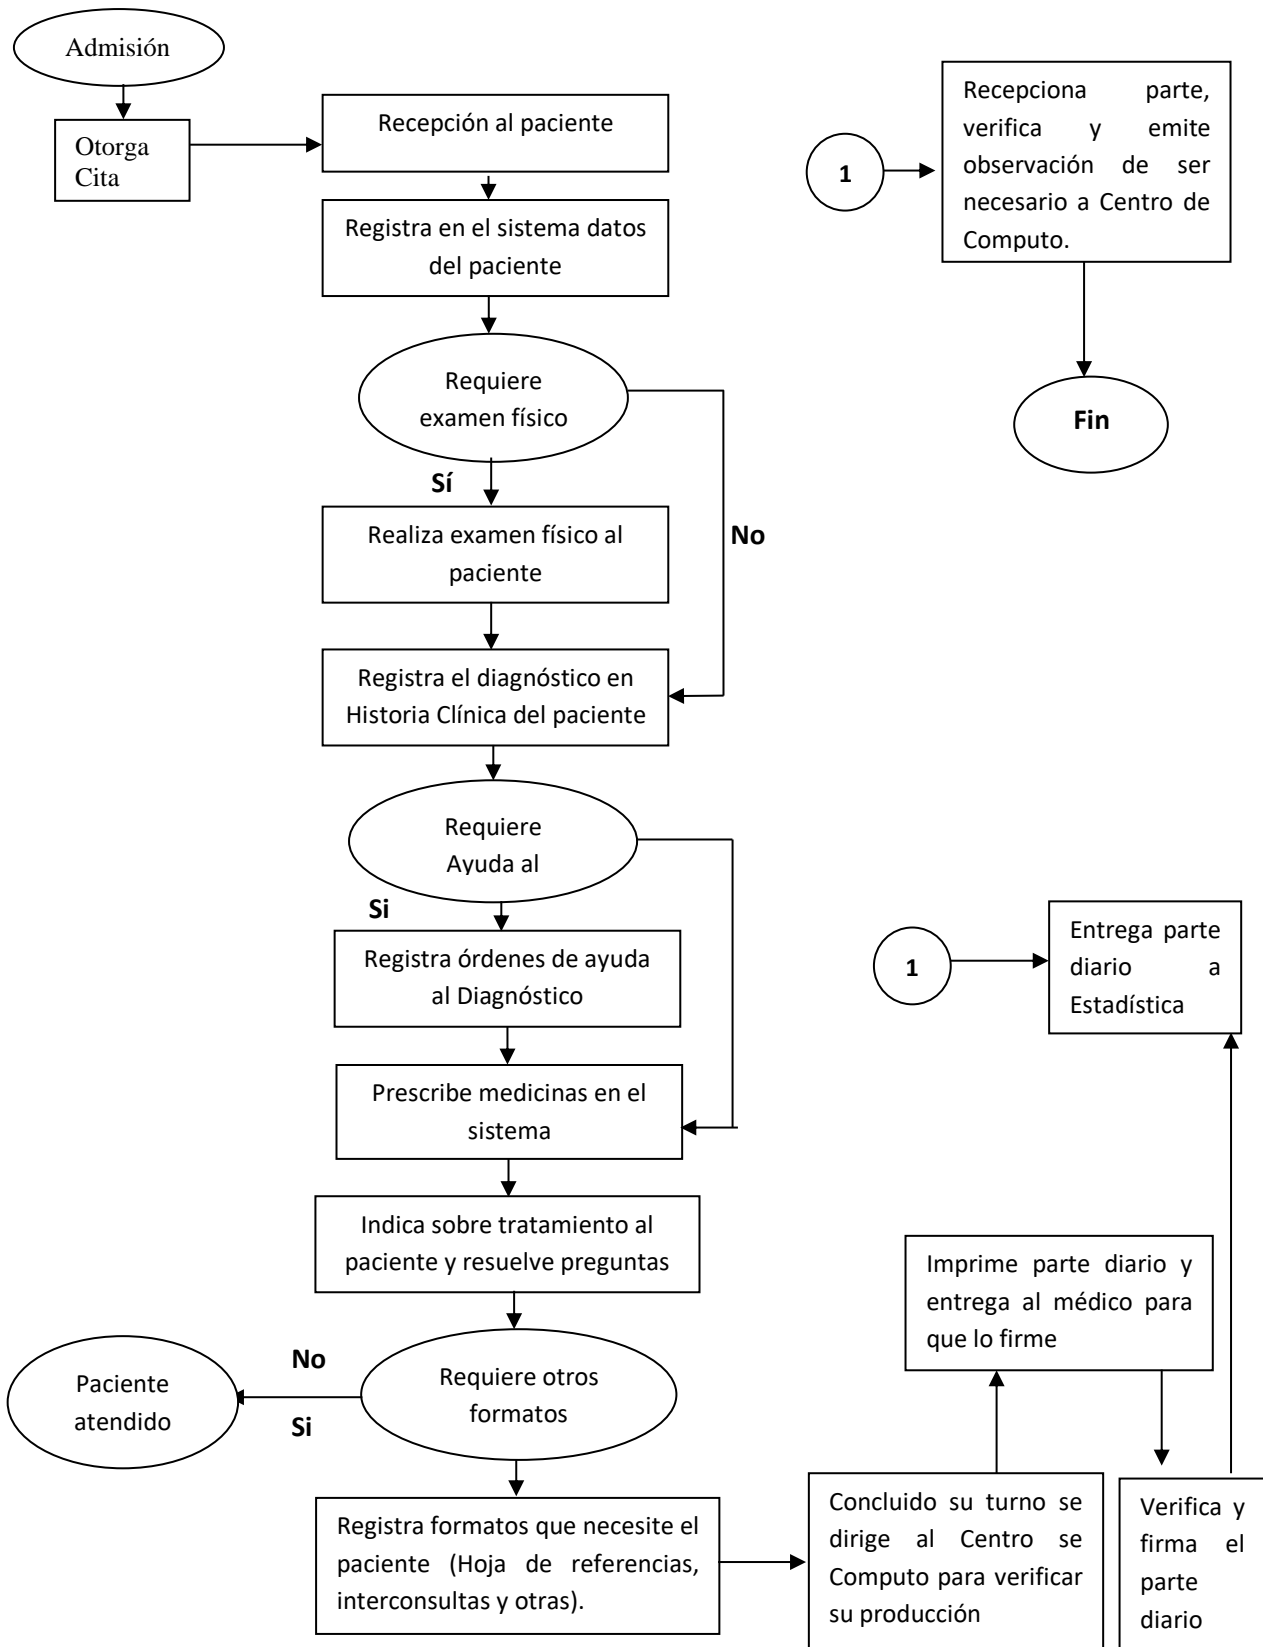 Admisión
Otorga
Cita
Recepción al paciente
Registra en el sistema datos
del paciente
Requiere
examen físico
Sí
No
Realiza examen físico al
paciente
Registra el diagnóstico en
Historia Clínica del paciente
Requiere
Ayuda al
Si
Registra órdenes de ayuda
al Diagnóstico
Prescribe medicinas en el
sistema
Indica sobre tratamiento al
paciente y resuelve preguntas
Requiere otros
formatos
No
Si
Paciente
atendido
Registra formatos que necesite el
paciente (Hoja de referencias,
interconsultas y otras).
Concluido su turno se
dirige al Centro se
Computo para verificar
su producción
Imprime parte diario y
entrega al médico para
que lo firme
Verifica y
firma el
parte
diario
1
Entrega parte
diario a
Estadística
1
Recepciona parte,
verifica y emite
observación de ser
necesario a Centro de
Computo.
Fin